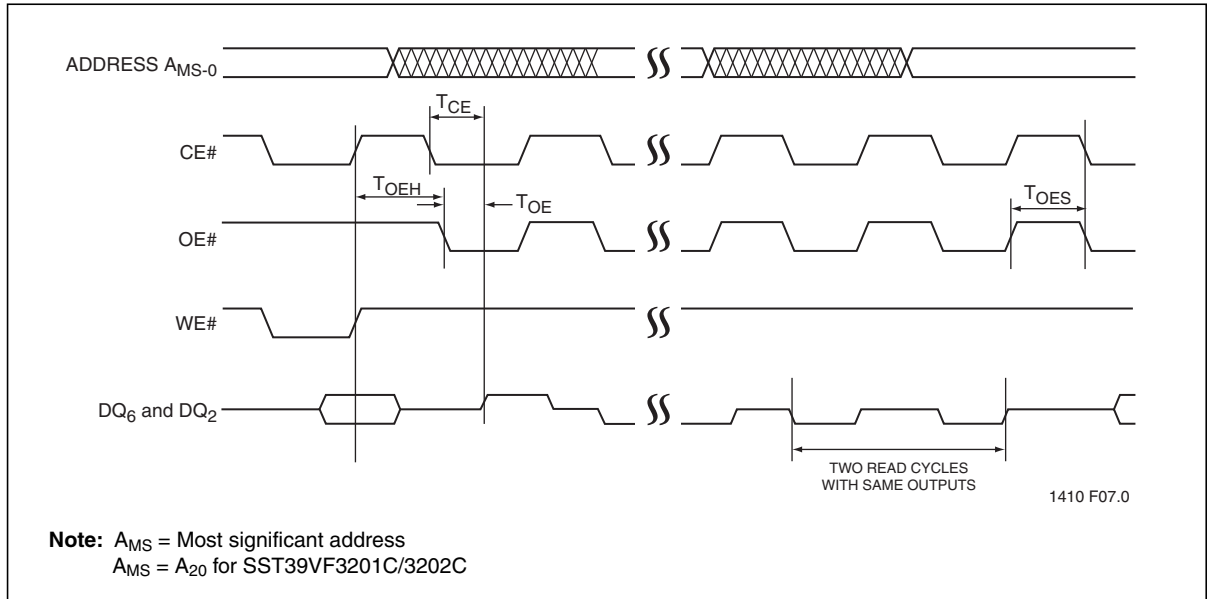 ADDRESS AMS-0
TCE
CE#
TOEH
TOE
TOES
OE#
WE#
DQ6 and DQ2
TWO READ CYCLES
WITH SAME OUTPUTS
1410 F07.0
Note: AMS = Most significant address
AMS = A20 for SST39VF3201C/3202C